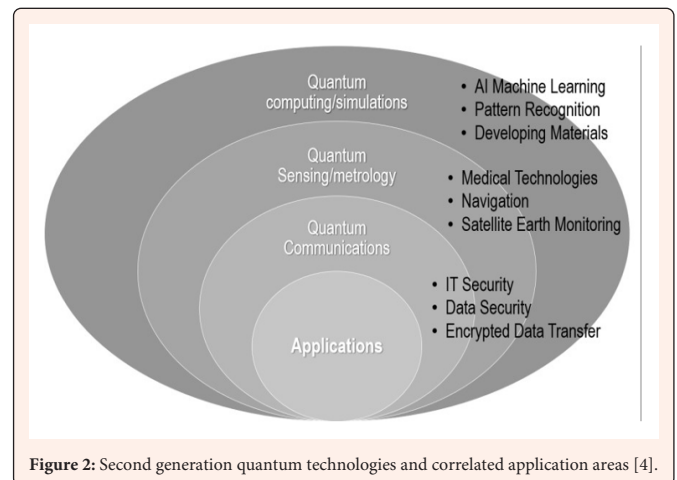 Quantum
computing/simulations
• AI Machine Learning
• Pattern Recognition
• Developing Materials
Quantum
Sensing/metrology
• Medical Technologies
• Navigation
• Satellite Earth Monitoring
Quantum
Communications
• IT Security
• Data Security
• Encrypted Data Transfer
Applications
Figure 2: Second generation quantum technologies and correlated application areas [4].